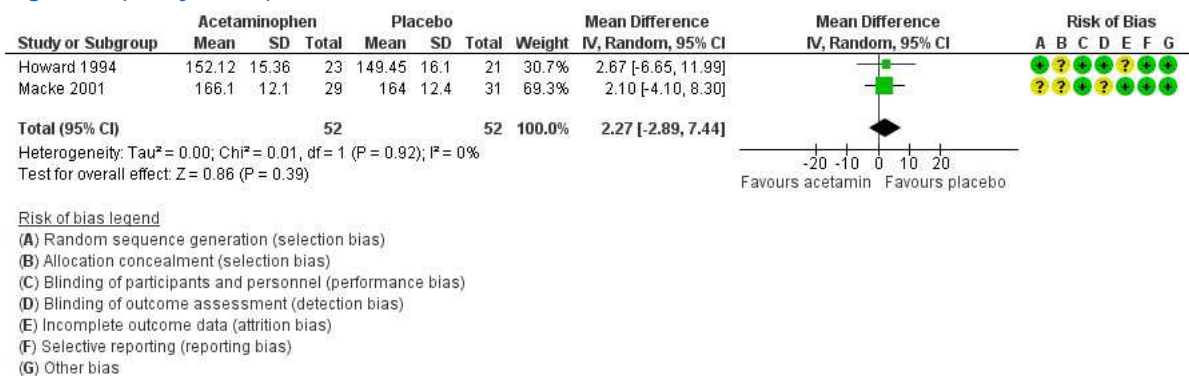 Acetaminophen Placebo Mean Difference Mean Difference Risk of Bias
Study or Subgroup Mean SD Total Mean SD Total Weight IV, Random, 95% CI IV, Random, 95% CI A B C D E F G
Howard 1994 152.12 15.36 23 149.45 16.1 21 30.7% 2.67 [-6.65, 11.99] + ? + + ? + +
Macke 2001 166.1 12.1 29 164 12.4 31 69.3% 2.10 [-4.10, 8.30] ? ? + ? + + +
Total (95% CI) 52 52 100.0% 2.27 [-2.89, 7.44]
Heterogeneity: Tau² = 0.00; Chi² = 0.01, df = 1 (P = 0.92); I² = 0%
Test for overall effect: Z = 0.86 (P = 0.39)
-20 -10 0 10 20
Favours acetamin Favours placebo
Risk of bias legend
(A) Random sequence generation (selection bias)
(B) Allocation concealment (selection bias)
(C) Blinding of participants and personnel (performance bias)
(D) Blinding of outcome assessment (detection bias)
(E) Incomplete outcome data (attrition bias)
(F) Selective reporting (reporting bias)
(G) Other bias